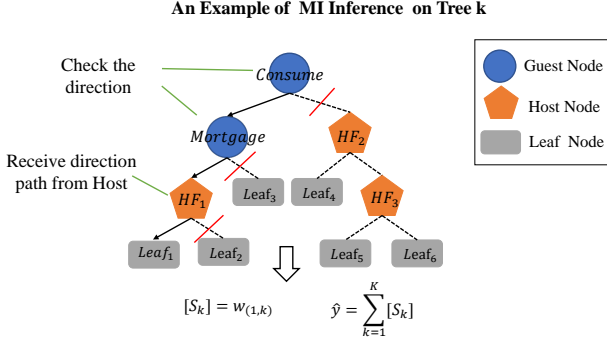 An Example of MI Inference on Tree k
Check the
direction
Consume
Guest Node
Host Node
Leaf Node
Mortgage
HF₂
Receive direction
path from Host
HF₁
Leaf₃
Leaf₄
HF₃
Leaf₁
Leaf₂
Leaf₅
Leaf₆
[Sₖ] = w₍₁,ₖ₎
ŷ = ∑ₖ₌₁ᴷ [Sₖ]